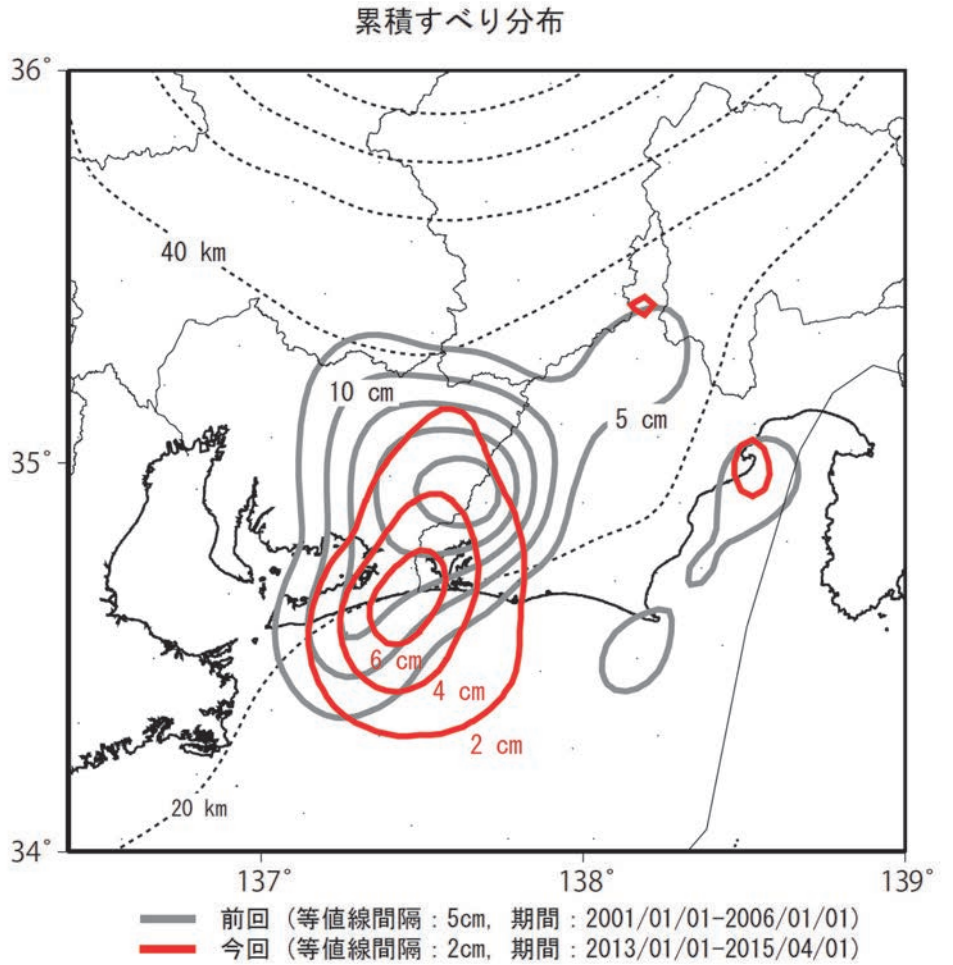 累積すべり分布
36°
40 km
10 cm
5 cm
35°
6 cm
4 cm
2 cm
20 km
34°
137° 138° 139°
前回 (等値線間隔：5cm, 期間：2001/01/01-2006/01/01)
今回 (等値線間隔：2cm, 期間：2013/01/01-2015/04/01)